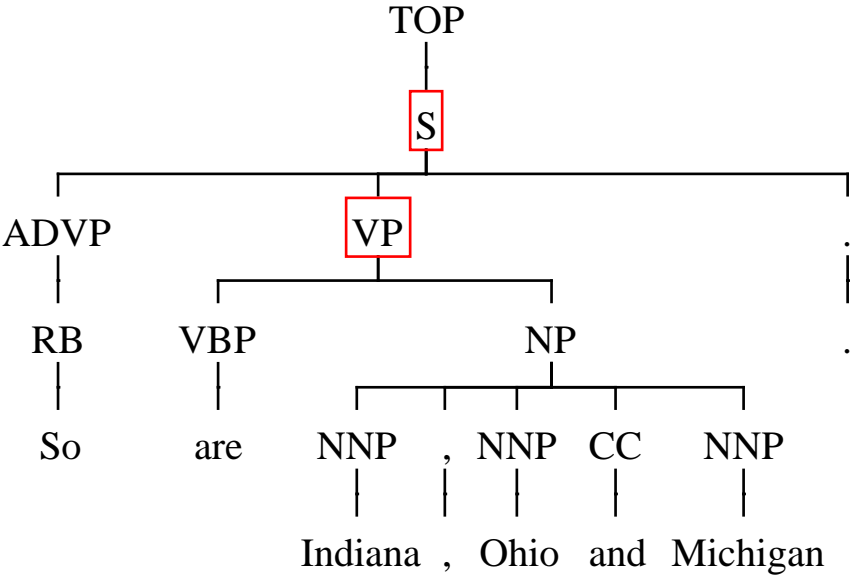 TOP
S
ADVP VP .
RB VBP NP .
So are NNP , NNP CC NNP
Indiana , Ohio and Michigan